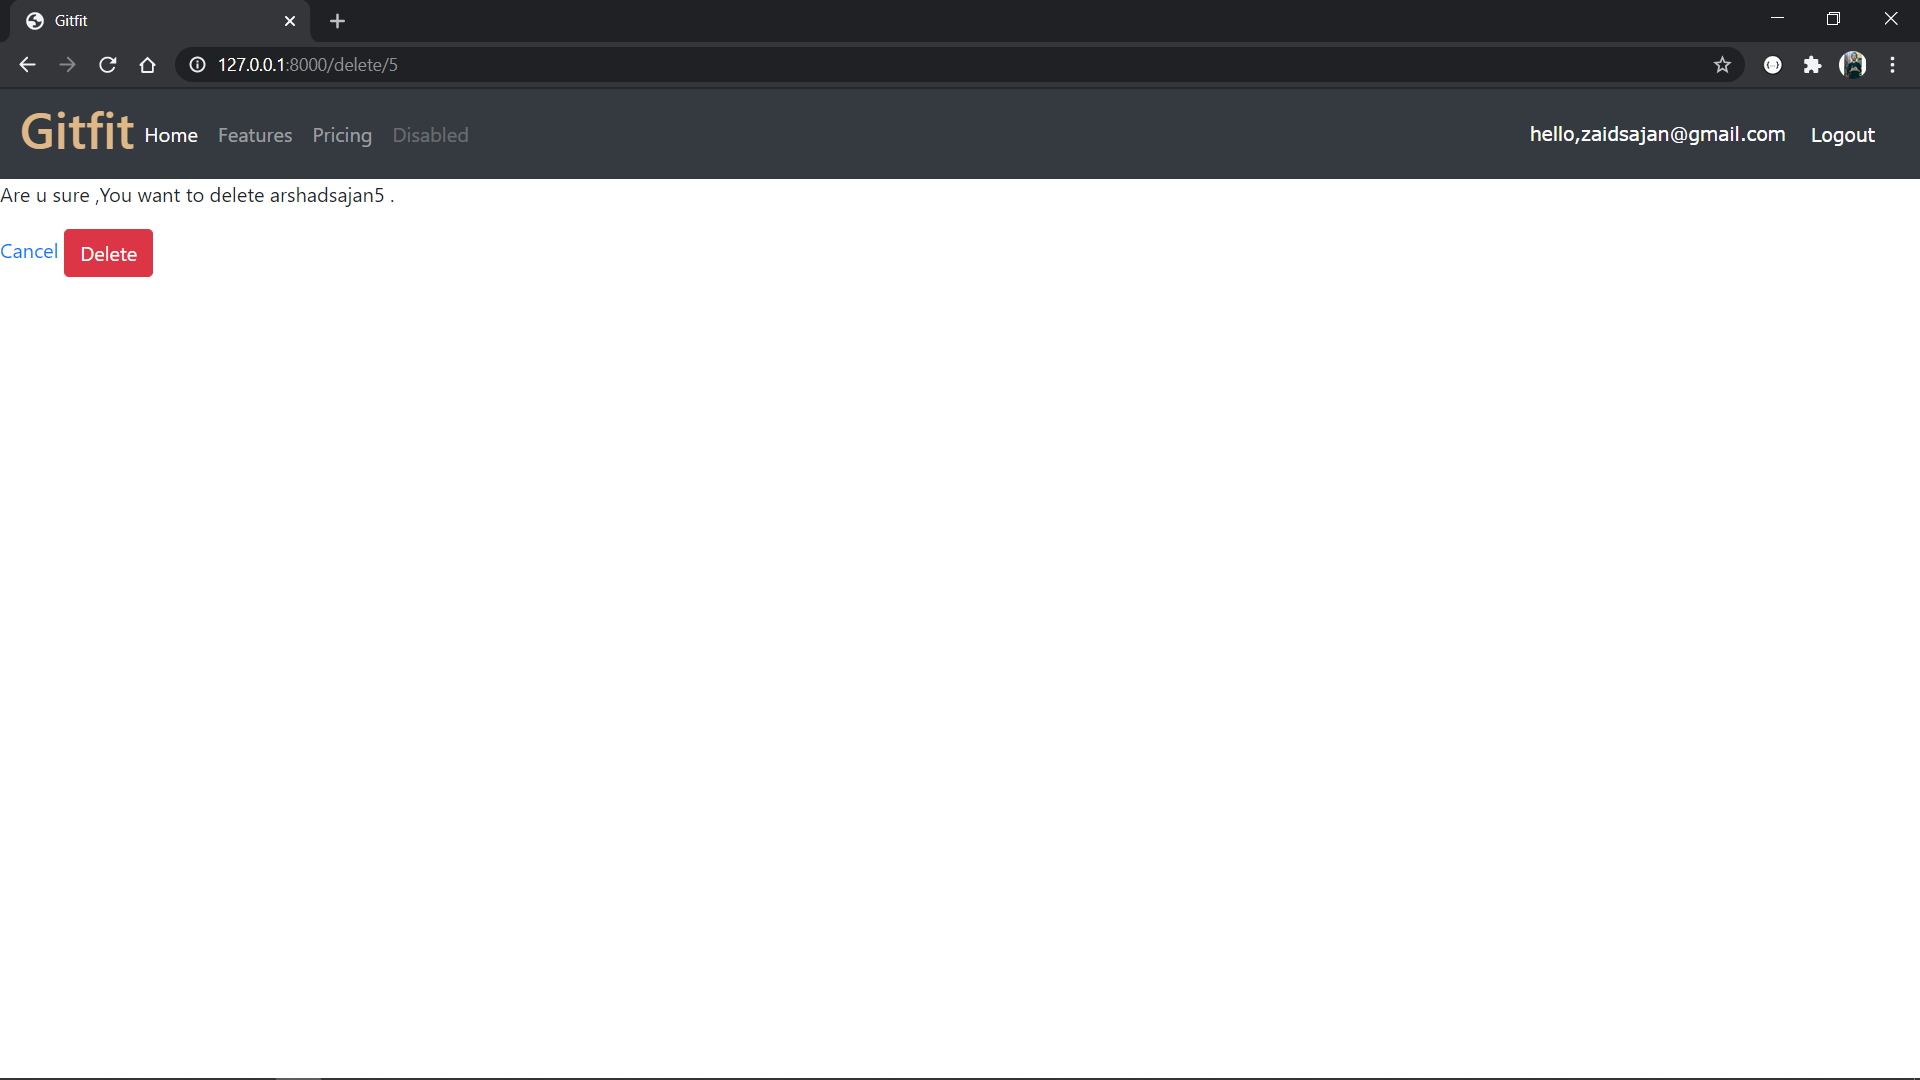 Gitfit
127.0.0.1:8000/delete/5
Gitfit Home Features Pricing Disabled hello,zaidsajan@gmail.com Logout
Are u sure ,You want to delete arshadsajan5 .
Cancel Delete